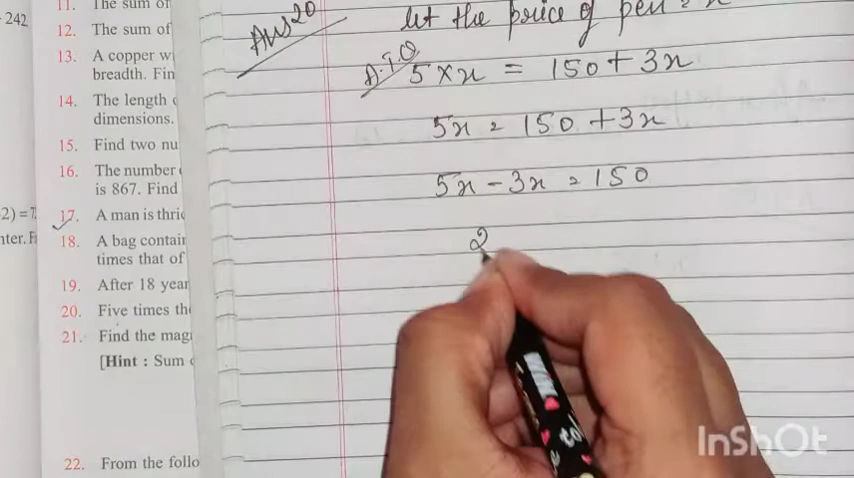 242
11. The sum of
12. The sum of
13. A copper wi
breadth. Fin
14. The length
dimensions.
15. Find two nu
16. The number
is 867. Find
2) = 7
17. A man is thric
nter. F
18. A bag contain
times that of
19. After 18 year
20. Five times th
21. Find the magn
[Hint : Sum
22. From the follo
Ans 20
let the price of pen = x
A.T.Q 5 × x = 150 + 3x
5x = 150 + 3x
5x - 3x = 150
2
InShOt